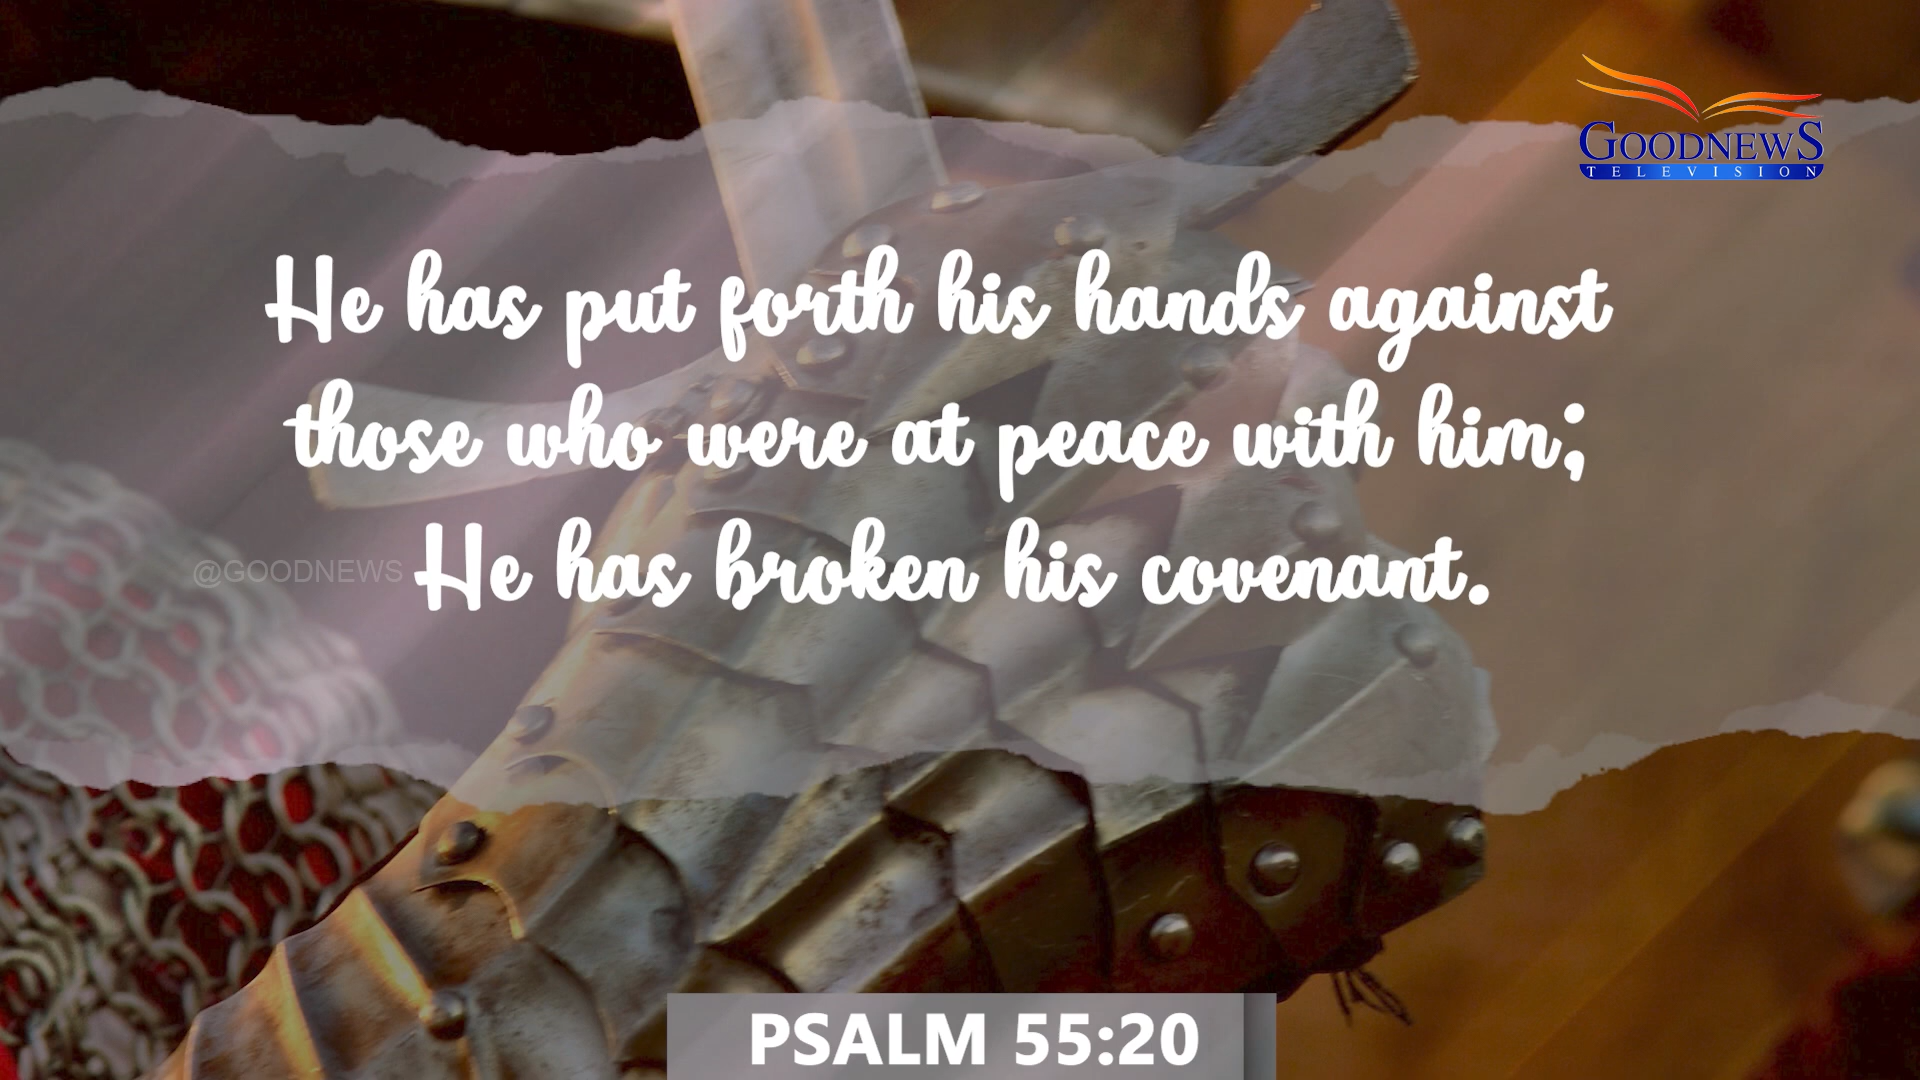 GOODNEWS
TELEVISION
He has put forth his hands against
those who were at peace with him;
@GOODNEWS
He has broken his covenant.
PSALM 55:20